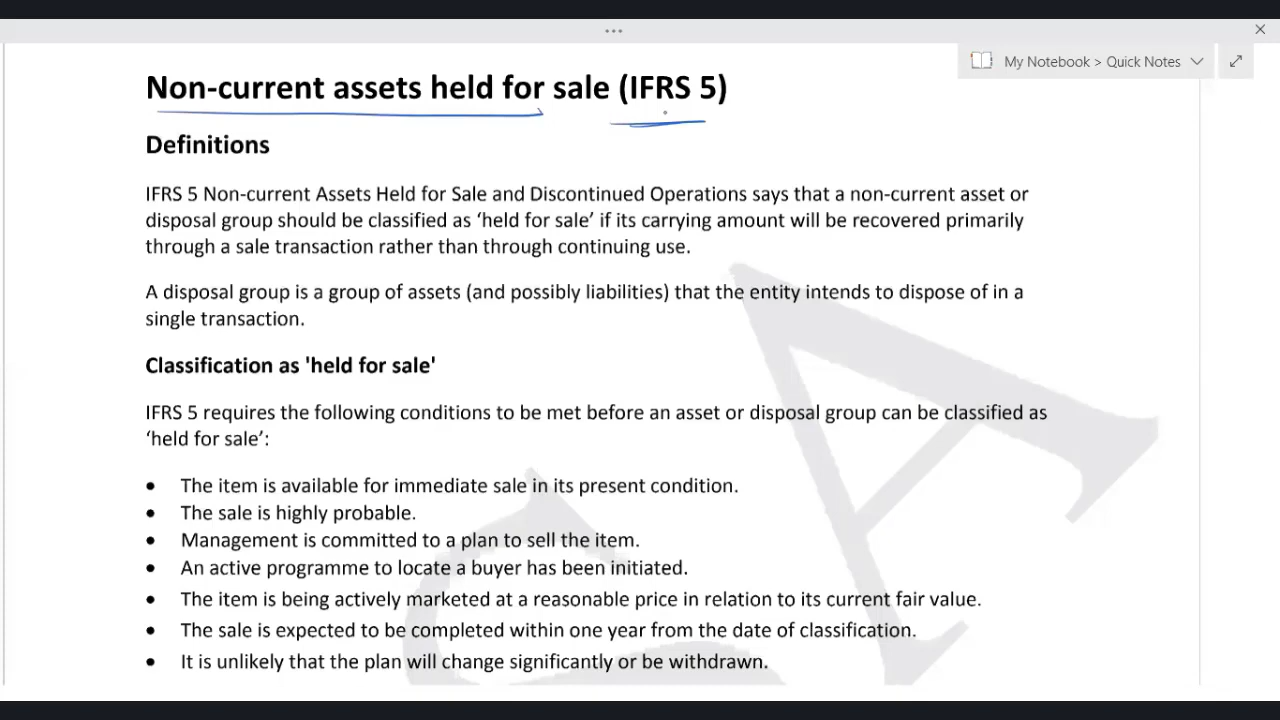 My Notebook > Quick Notes
Non-current assets held for sale (IFRS 5)
Definitions
IFRS 5 Non-current Assets Held for Sale and Discontinued Operations says that a non-current asset or
disposal group should be classified as ‘held for sale’ if its carrying amount will be recovered primarily
through a sale transaction rather than through continuing use.
A disposal group is a group of assets (and possibly liabilities) that the entity intends to dispose of in a
single transaction.
Classification as 'held for sale'
IFRS 5 requires the following conditions to be met before an asset or disposal group can be classified as
‘held for sale’:
• The item is available for immediate sale in its present condition.
• The sale is highly probable.
• Management is committed to a plan to sell the item.
• An active programme to locate a buyer has been initiated.
• The item is being actively marketed at a reasonable price in relation to its current fair value.
• The sale is expected to be completed within one year from the date of classification.
• It is unlikely that the plan will change significantly or be withdrawn.